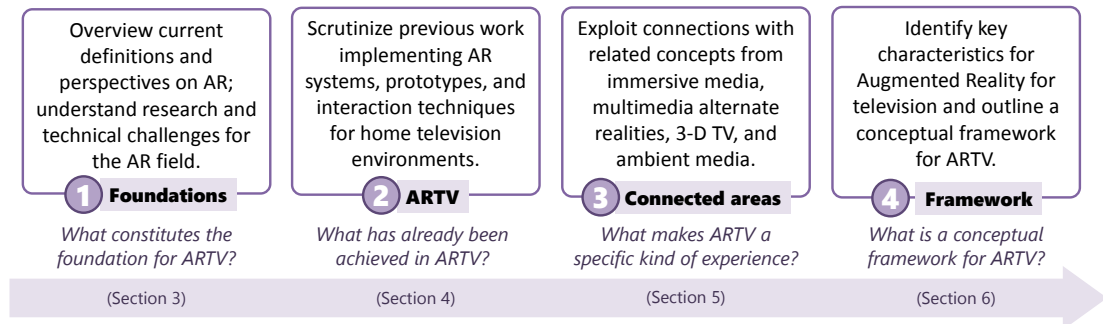 Overview current
definitions and
perspectives on AR;
understand research and
technical challenges for
the AR field.
1 Foundations
What constitutes the
foundation for ARTV?
(Section 3)
Scrutinize previous work
implementing AR
systems, prototypes, and
interaction techniques
for home television
environments.
2 ARTV
What has already been
achieved in ARTV?
(Section 4)
Exploit connections with
related concepts from
immersive media,
multimedia alternate
realities, 3-D TV, and
ambient media.
3 Connected areas
What makes ARTV a
specific kind of experience?
(Section 5)
Identify key
characteristics for
Augmented Reality for
television and outline a
conceptual framework
for ARTV.
4 Framework
What is a conceptual
framework for ARTV?
(Section 6)